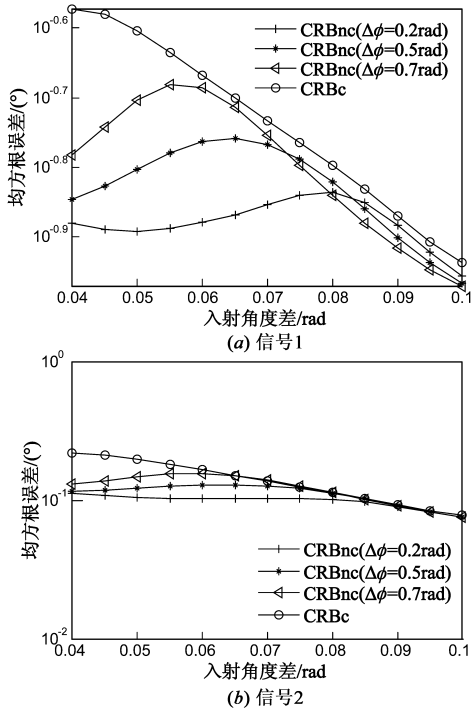 10^-0.6
10^-0.7
10^-0.8
10^-0.9
均方根误差/(°)
CRBnc(Δϕ=0.2rad)
CRBnc(Δϕ=0.5rad)
CRBnc(Δϕ=0.7rad)
CRBc
0.04 0.05 0.06 0.07 0.08 0.09 0.1
入射角度差/rad
(a) 信号1
10^0
10^-1
10^-2
均方根误差/(°)
CRBnc(Δϕ=0.2rad)
CRBnc(Δϕ=0.5rad)
CRBnc(Δϕ=0.7rad)
CRBc
0.04 0.05 0.06 0.07 0.08 0.09 0.1
入射角度差/rad
(b) 信号2